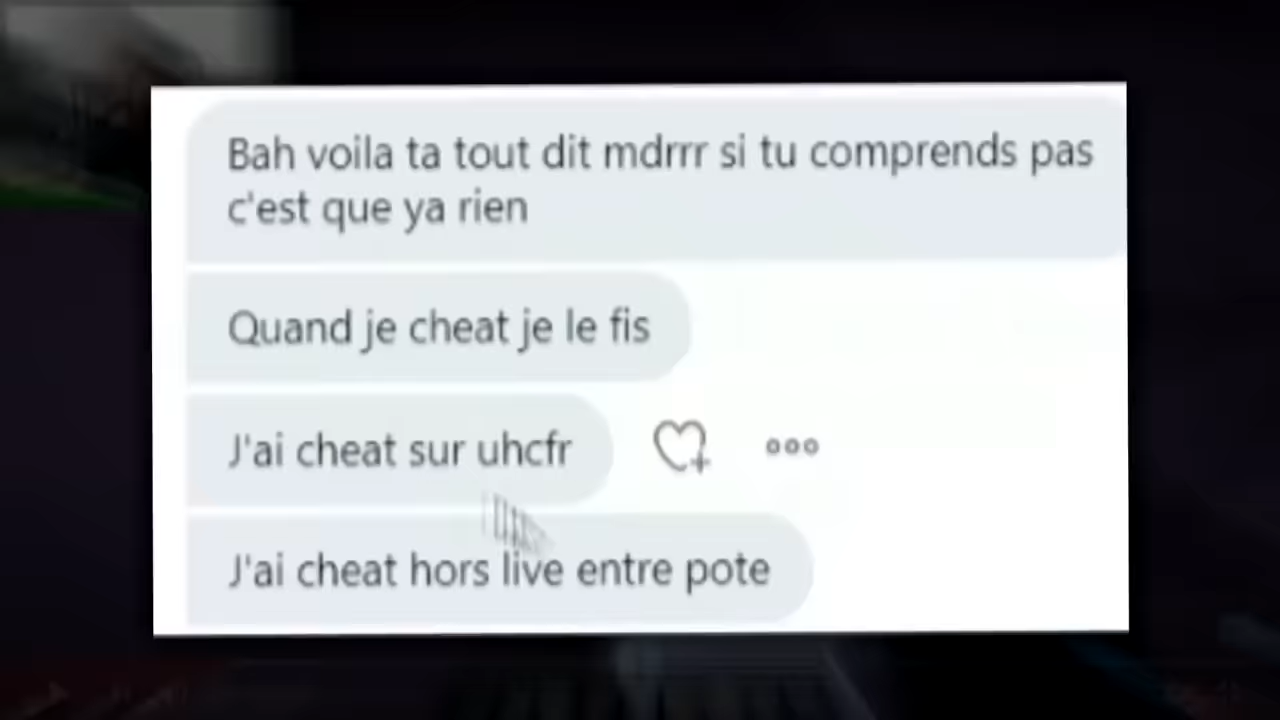 Bah voila ta tout dit mdrrr si tu comprends pas
c'est que ya rien
Quand je cheat je le fis
J'ai cheat sur uhcfr
J'ai cheat hors live entre pote